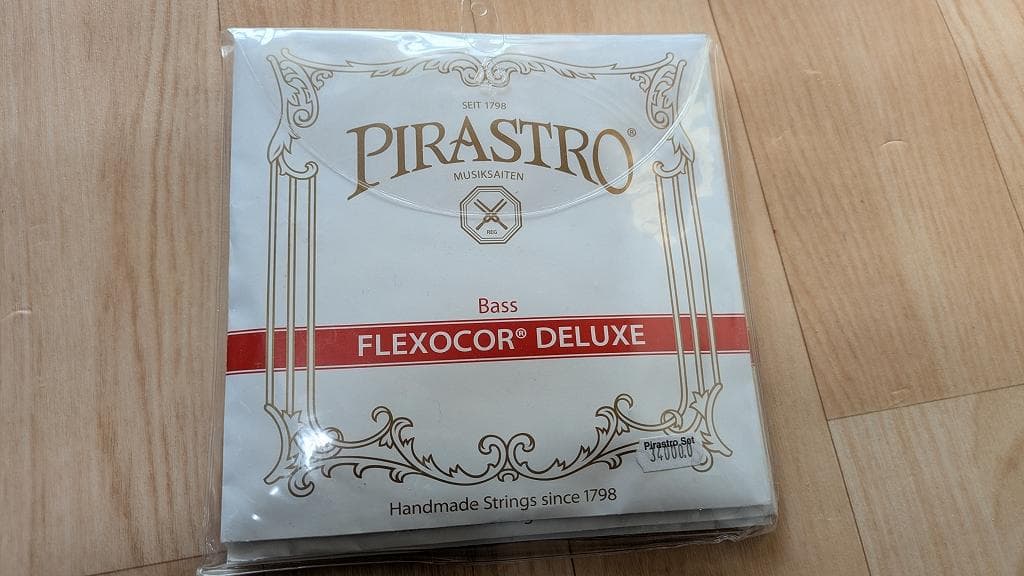 SEIT 1798
PIRASTRO®
MUSIKSAITEN
REG
Bass
FLEXOCOR® DELUXE
Pirastro Set
Handmade Strings since 1798